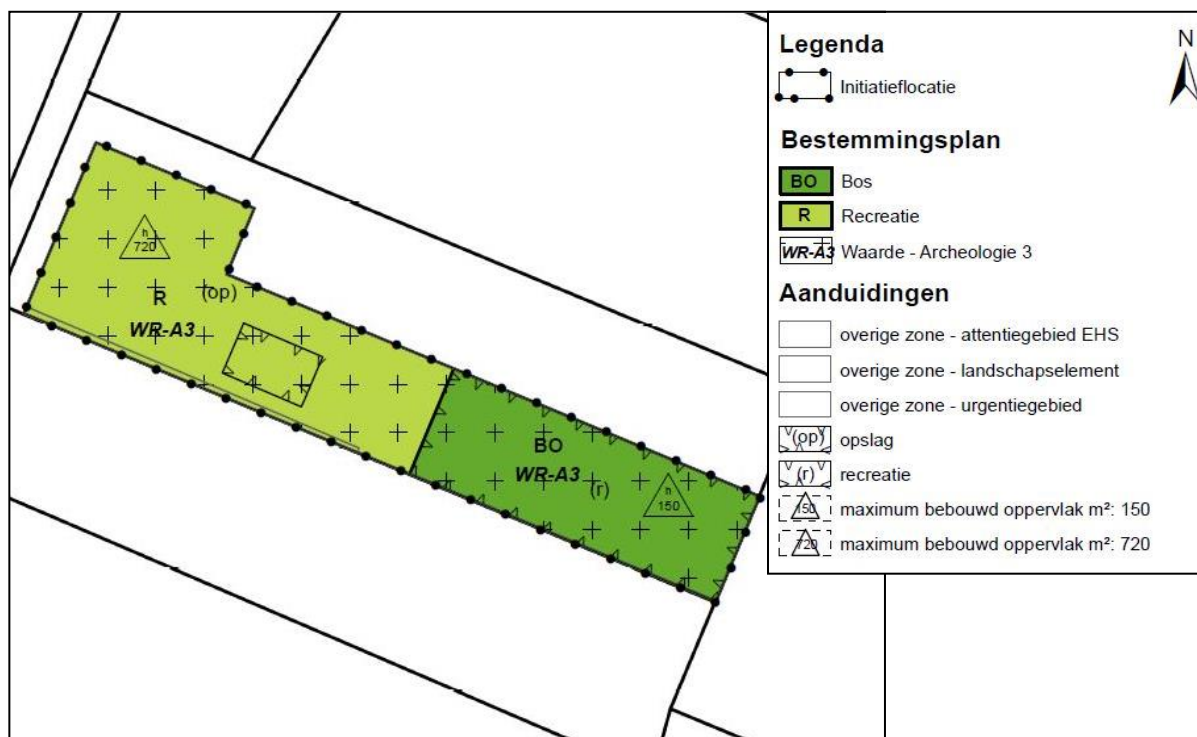 h
720
R
(op)
WR-A3
BO
WR-A3
(r)
h
150
Legenda
N
Initiatieflocatie
Bestemmingsplan
BO Bos
R Recreatie
WR-A3 Waarde - Archeologie 3
Aanduidingen
overige zone - attentiegebied EHS
overige zone - landschapselement
overige zone - urgentiegebied
(op) opslag
(r) recreatie
150 maximum bebouwd oppervlak m²: 150
720 maximum bebouwd oppervlak m²: 720